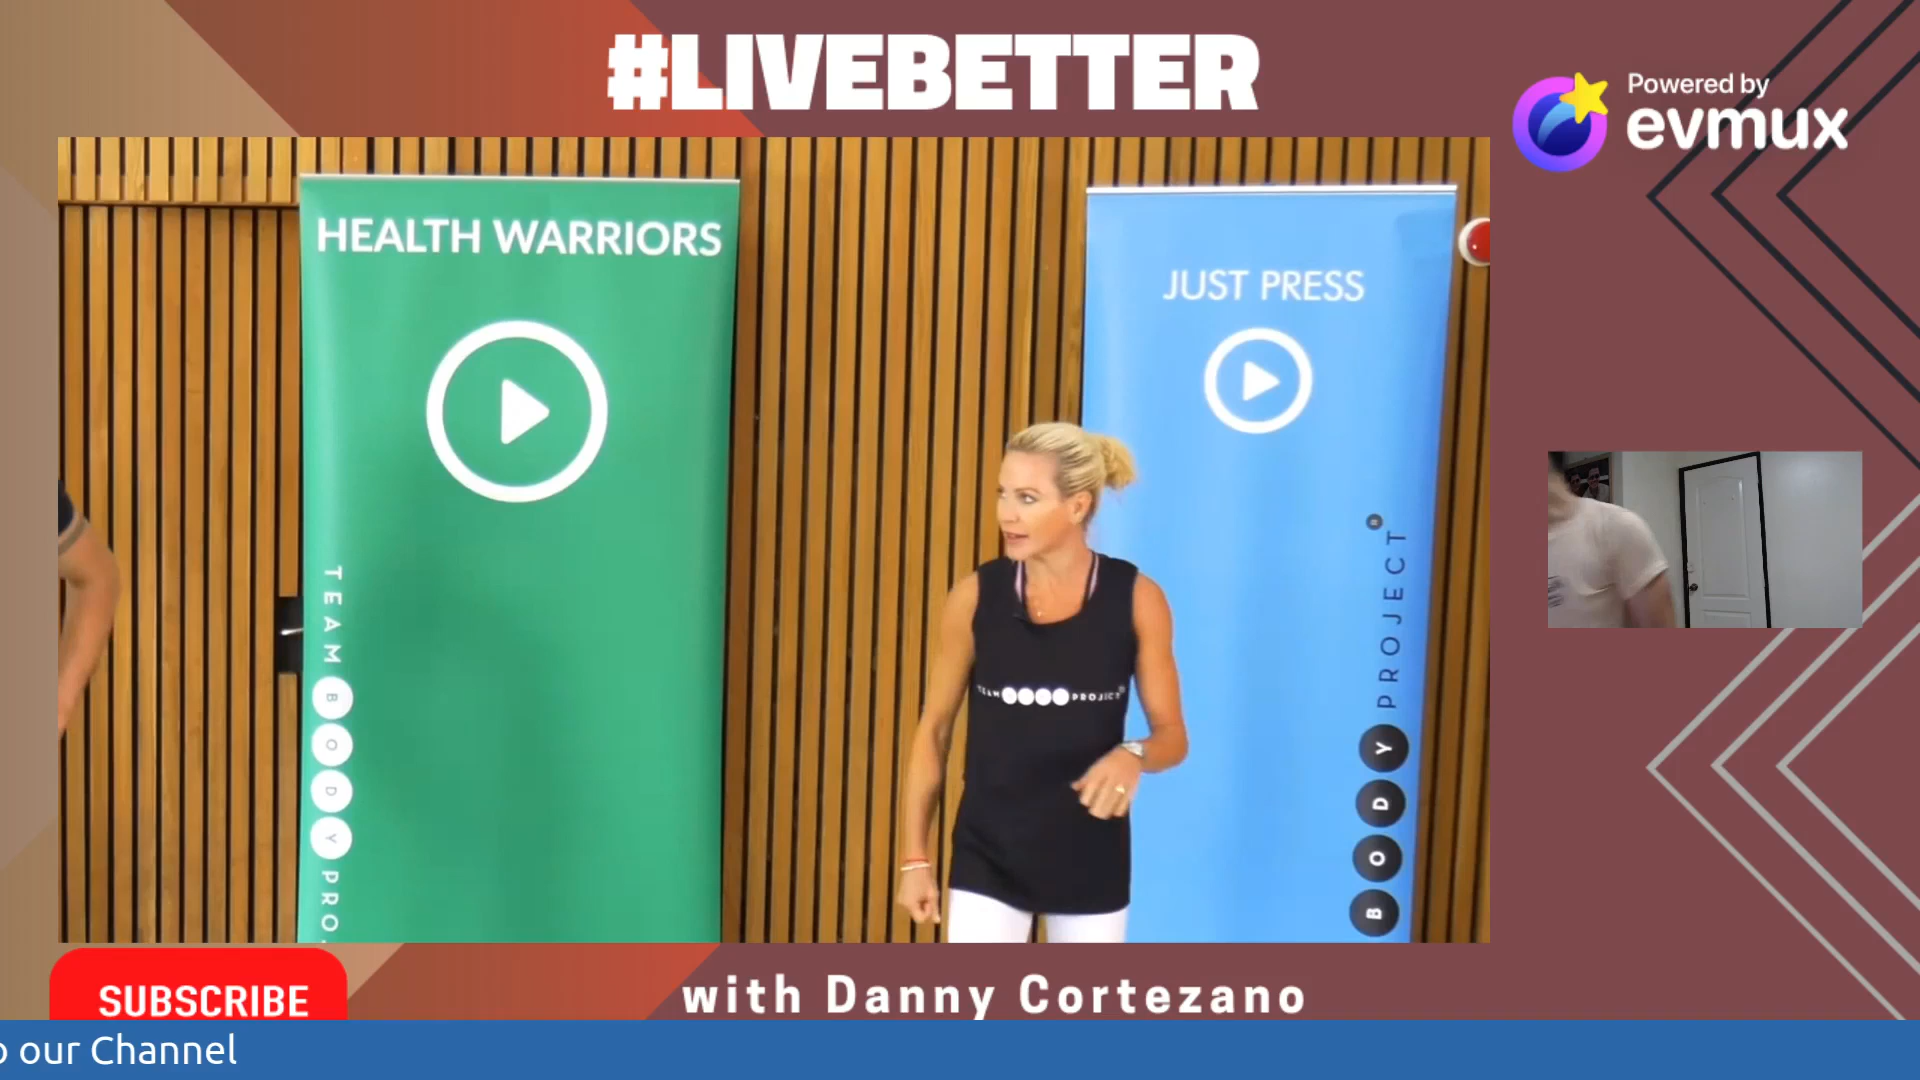 #LIVEBETTER
Powered by
evmux
HEALTH WARRIORS
JUST PRESS
TEAM BODY PRO
BODY PROJECT
TEAM PROJECT
SUBSCRIBE
with Danny Cortezano
our Channel